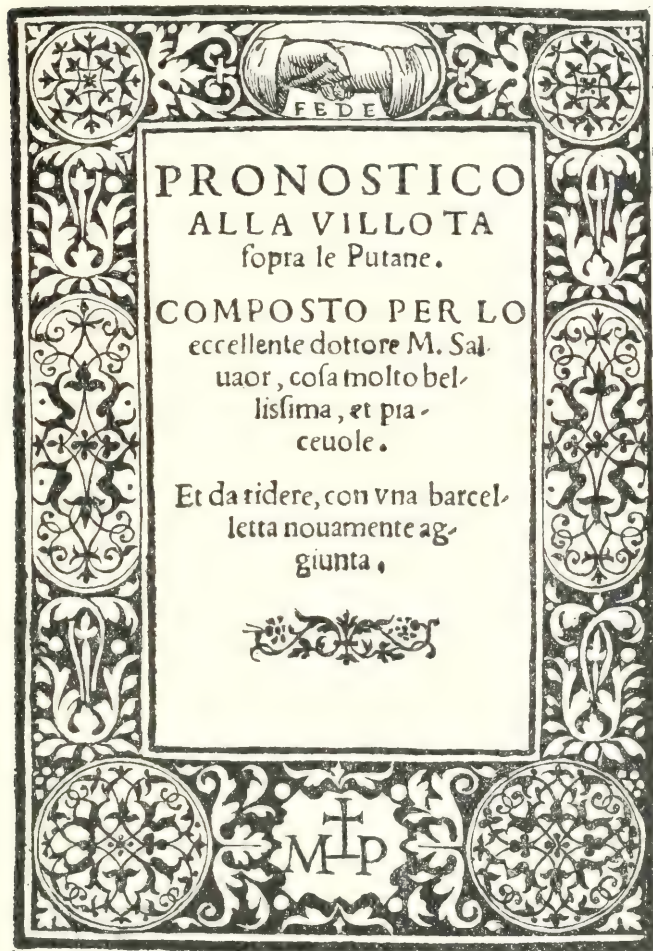 FEDE
PRONOSTICO
ALLA VILLOTA
ſopra le Putane.
COMPOSTO PER LO
eccellente dottore M. Sal-
uaor, coſa molto bel-
liſſima, et pia-
ceuole.
Et da ridere, con vna barcel-
letta nouamente ag-
giunta.
M P